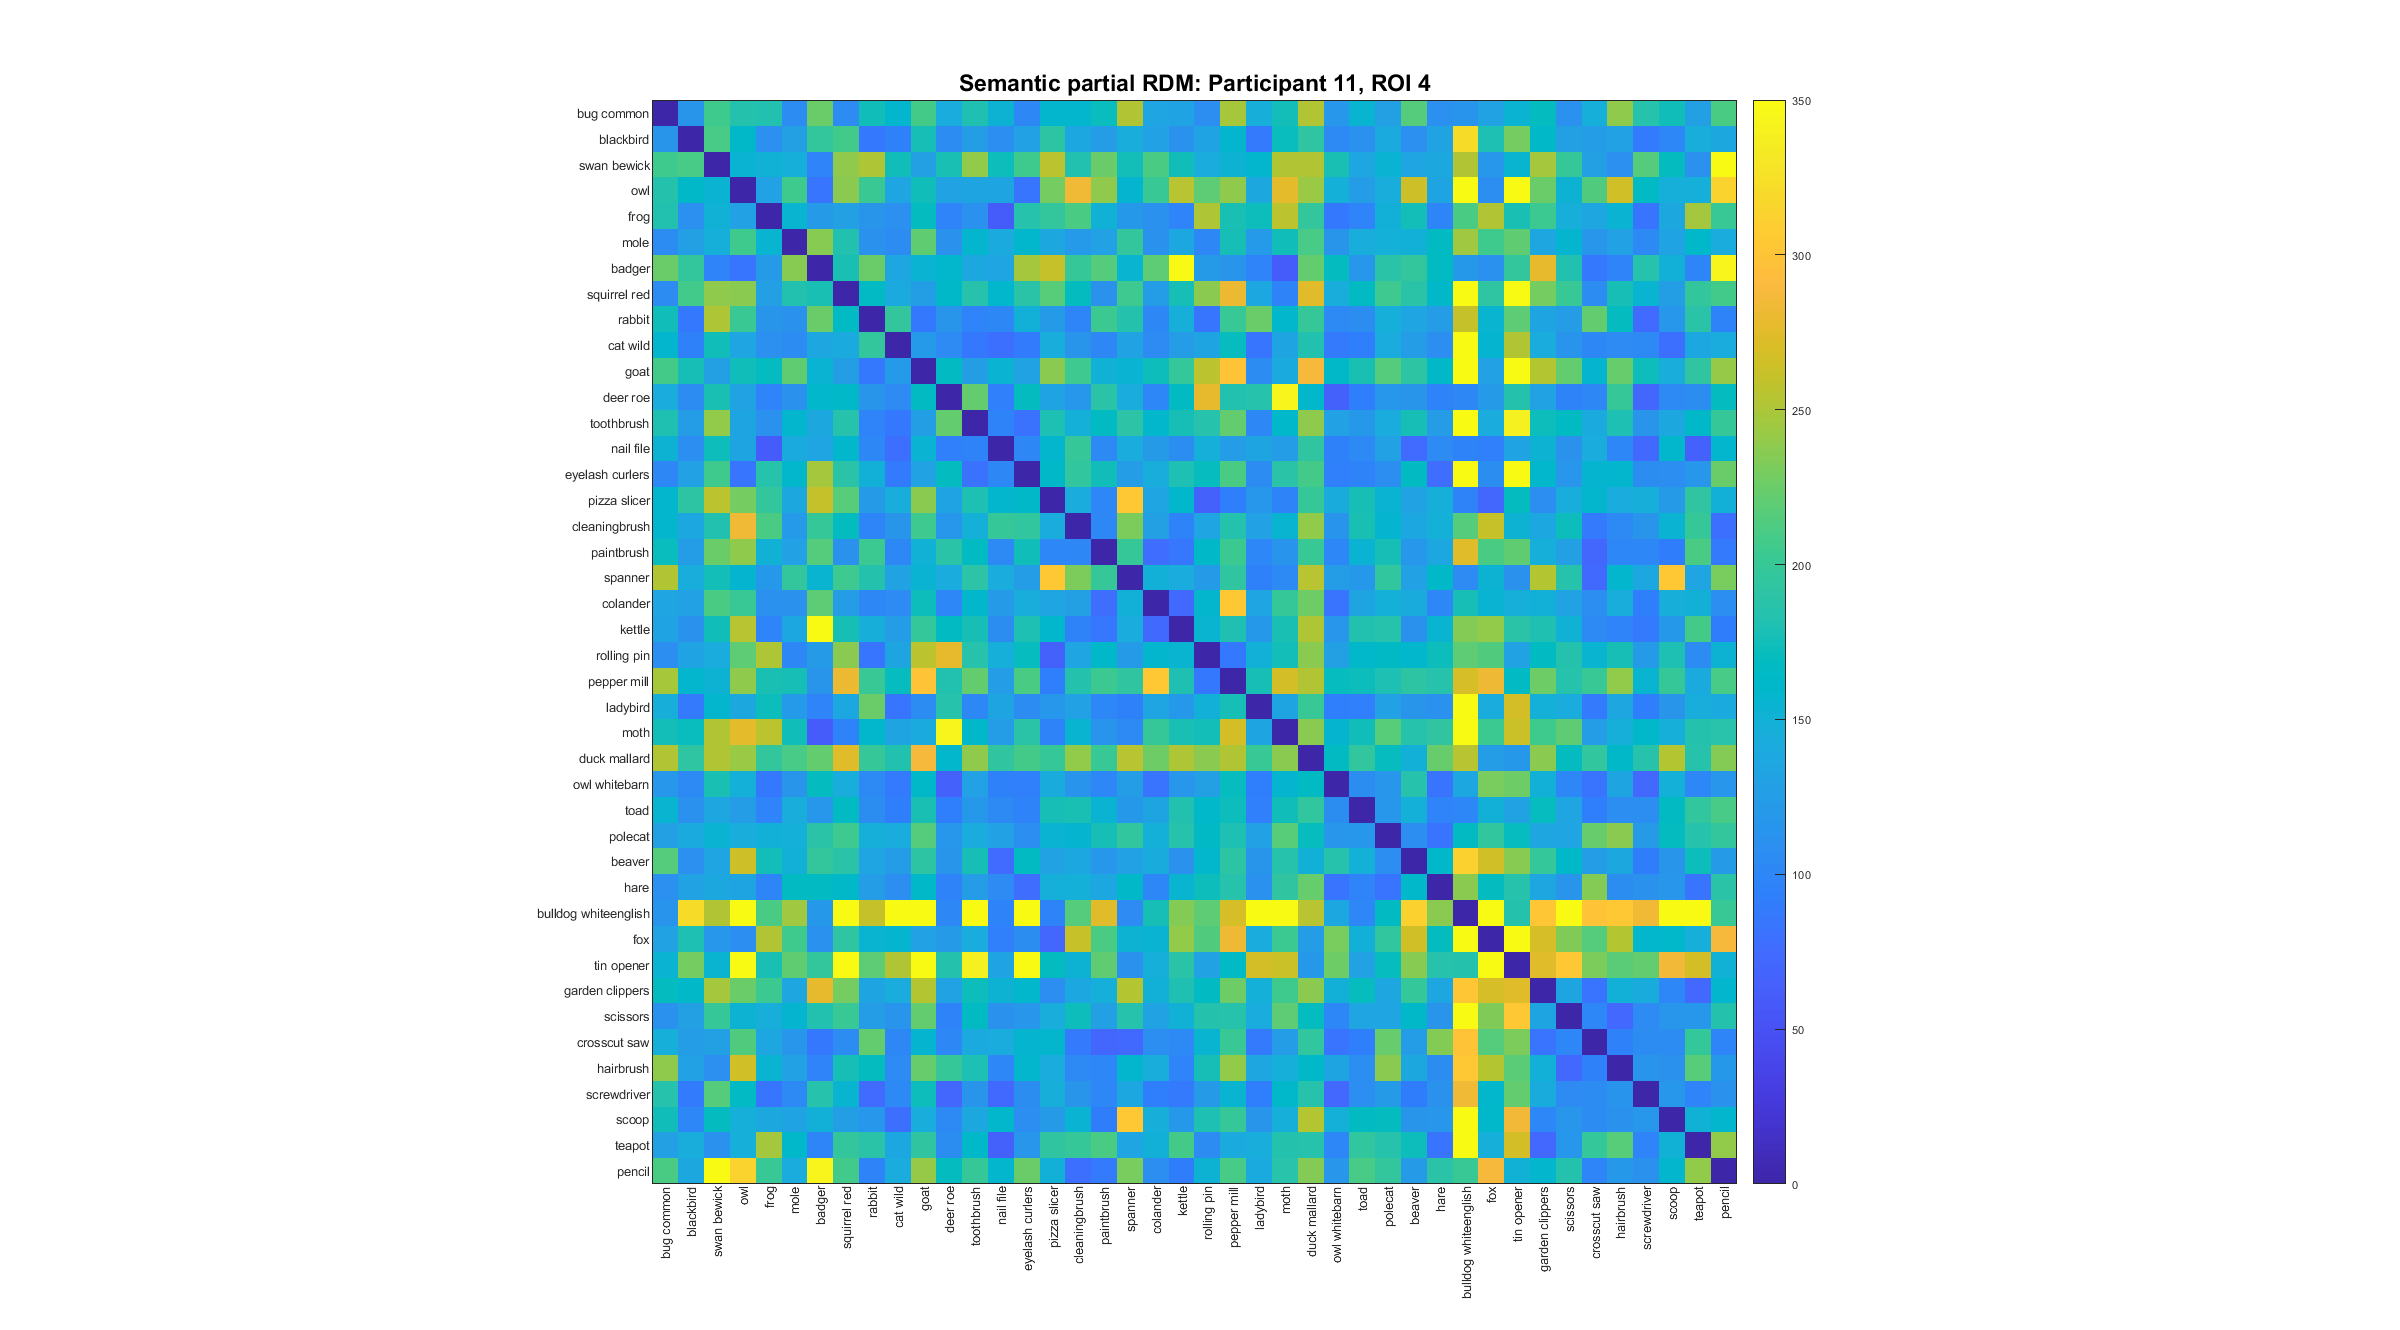 Semantic partial RDM: Participant 11, ROI 4
bug common
blackbird
swan bewick
owl
frog
mole
badger
squirrel red
rabbit
cat wild
goat
deer roe
toothbrush
nail file
eyelash curlers
pizza slicer
cleaningbrush
paintbrush
spanner
colander
kettle
rolling pin
pepper mill
ladybird
moth
duck mallard
owl whitebarn
toad
polecat
beaver
hare
bulldog whiteenglish
fox
tin opener
garden clippers
scissors
crosscut saw
hairbrush
screwdriver
scoop
teapot
pencil
bug common
blackbird
swan bewick
owl
frog
mole
badger
squirrel red
rabbit
cat wild
goat
deer roe
toothbrush
nail file
eyelash curlers
pizza slicer
cleaningbrush
paintbrush
spanner
colander
kettle
rolling pin
pepper mill
ladybird
moth
duck mallard
owl whitebarn
toad
polecat
beaver
hare
bulldog whiteenglish
fox
tin opener
garden clippers
scissors
crosscut saw
hairbrush
screwdriver
scoop
teapot
pencil
350
300
250
200
150
100
50
0